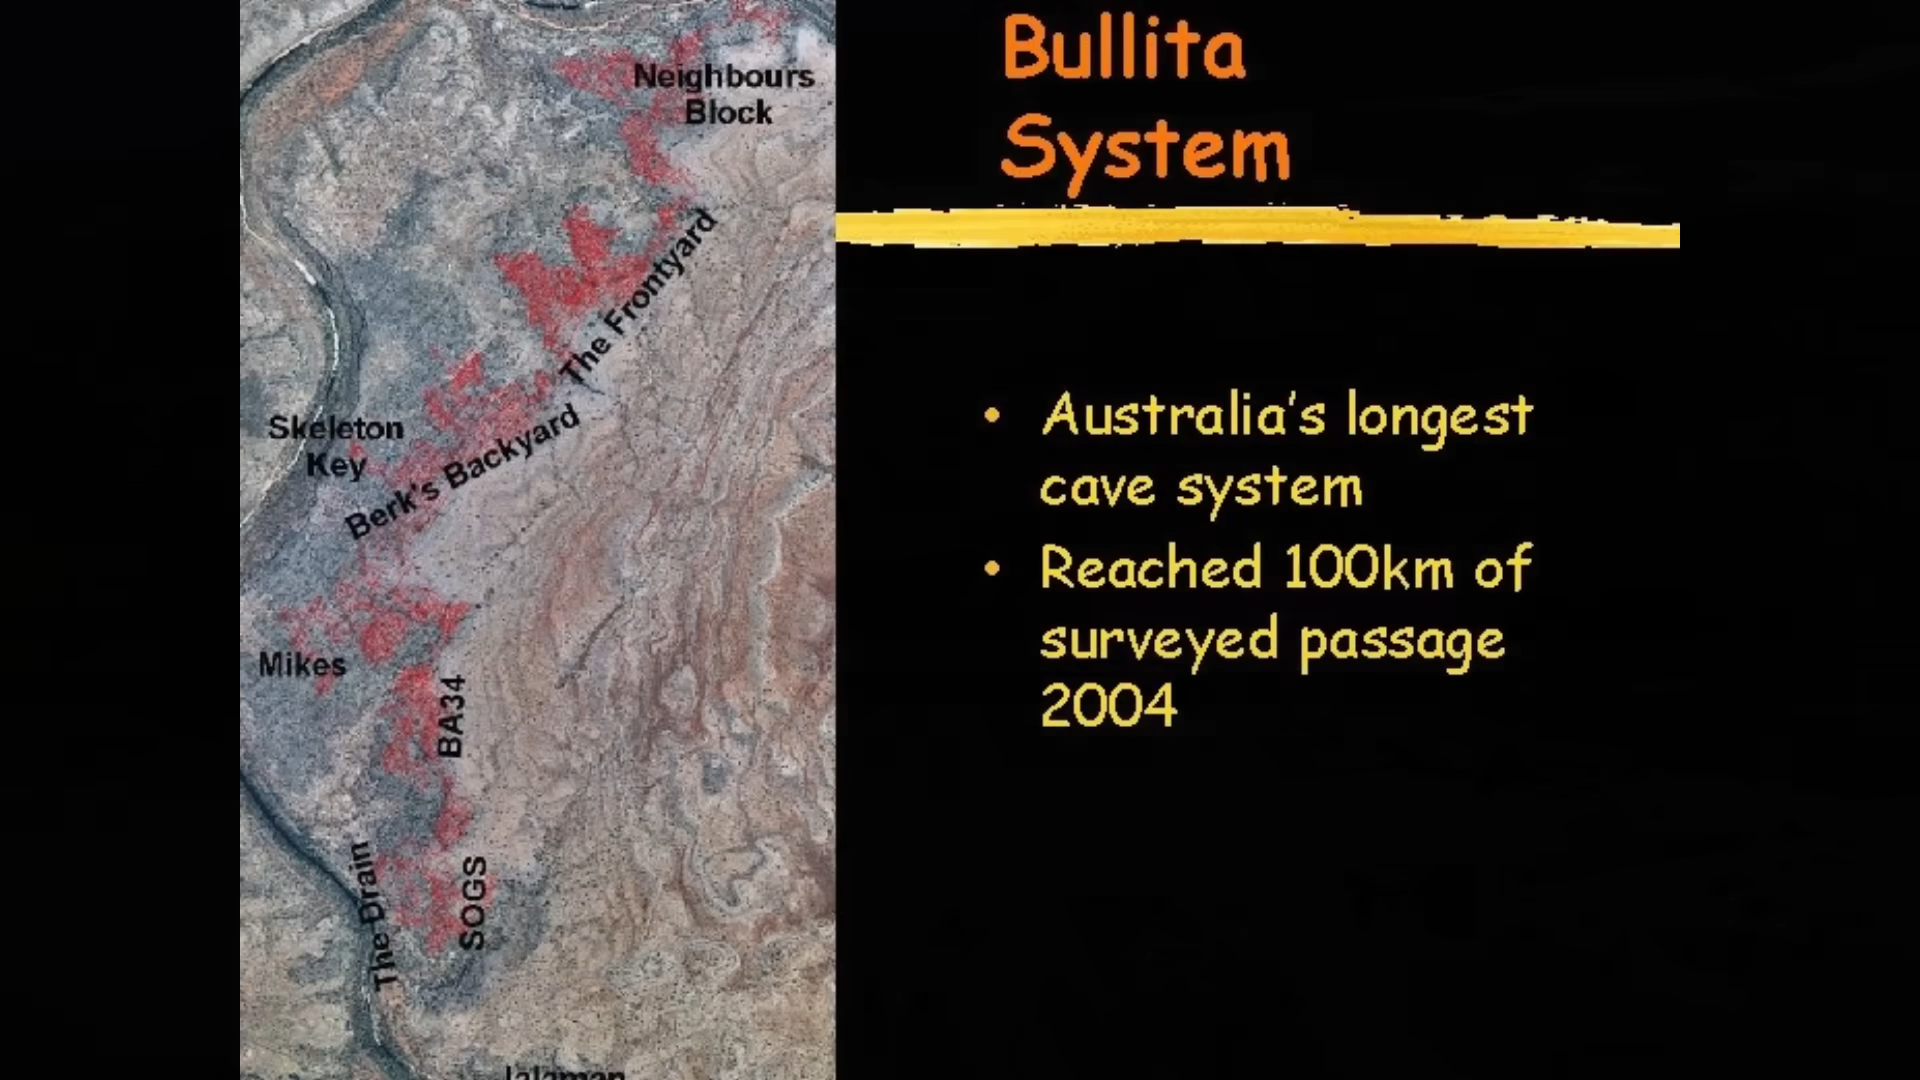 Bullita
System
Neighbours
Block
The Frontyard
Skeleton
Key
Berk's Backyard
Mikes
BA34
The Drain
SOGS
• Australia's longest
cave system
• Reached 100km of
surveyed passage
2004